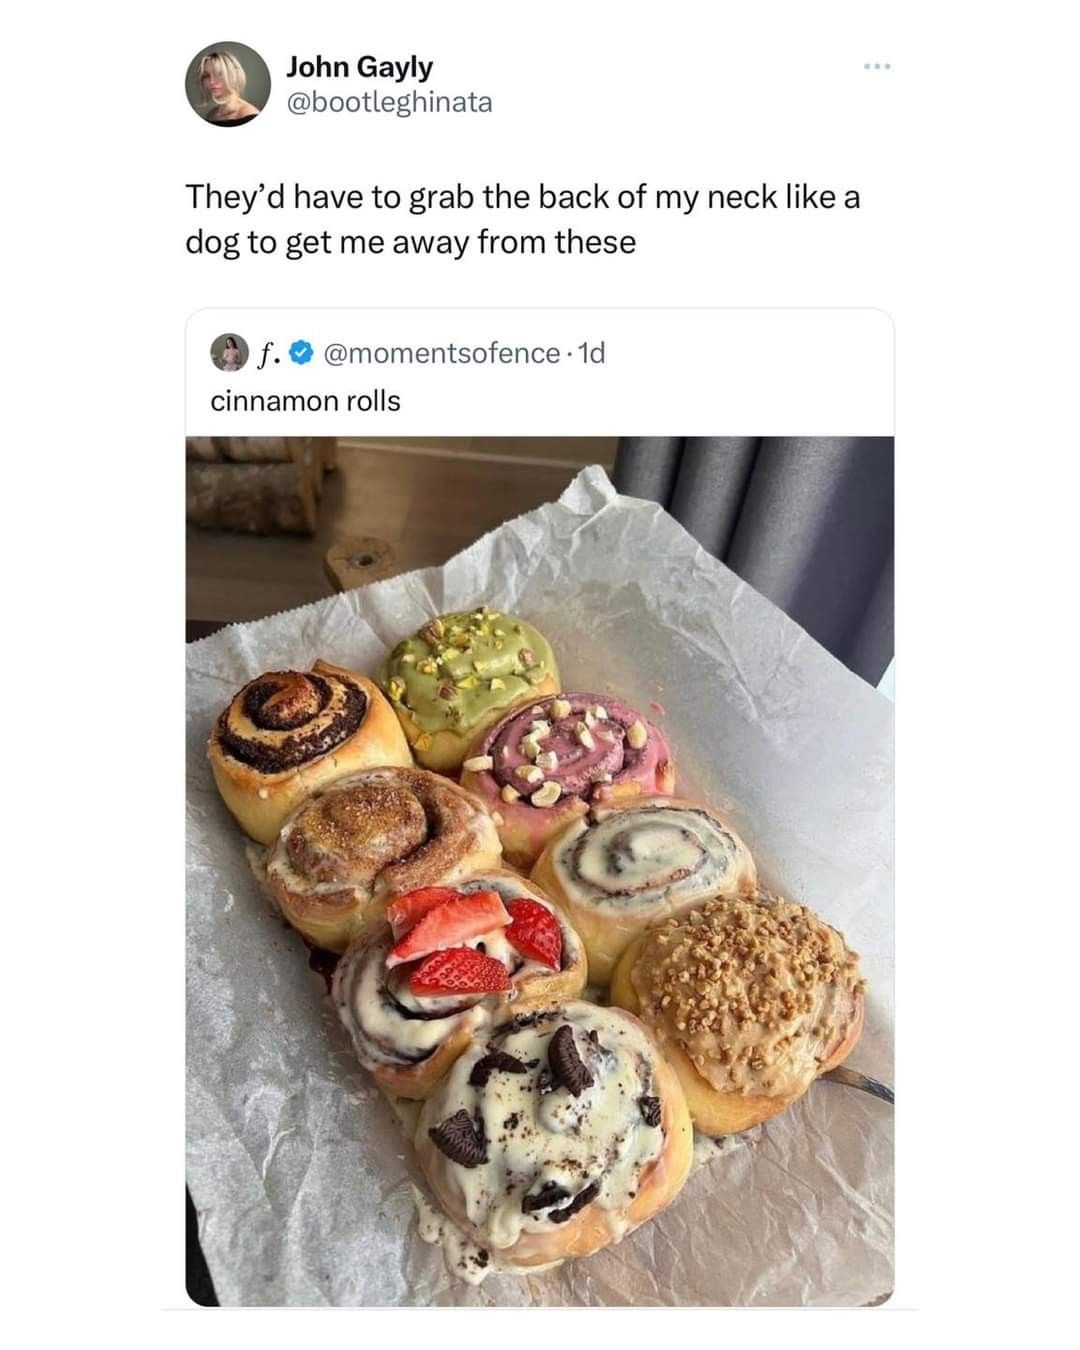 John Gayly
@bootleghinata
They’d have to grab the back of my neck like a
dog to get me away from these
f. @momentsofence · 1d
cinnamon rolls